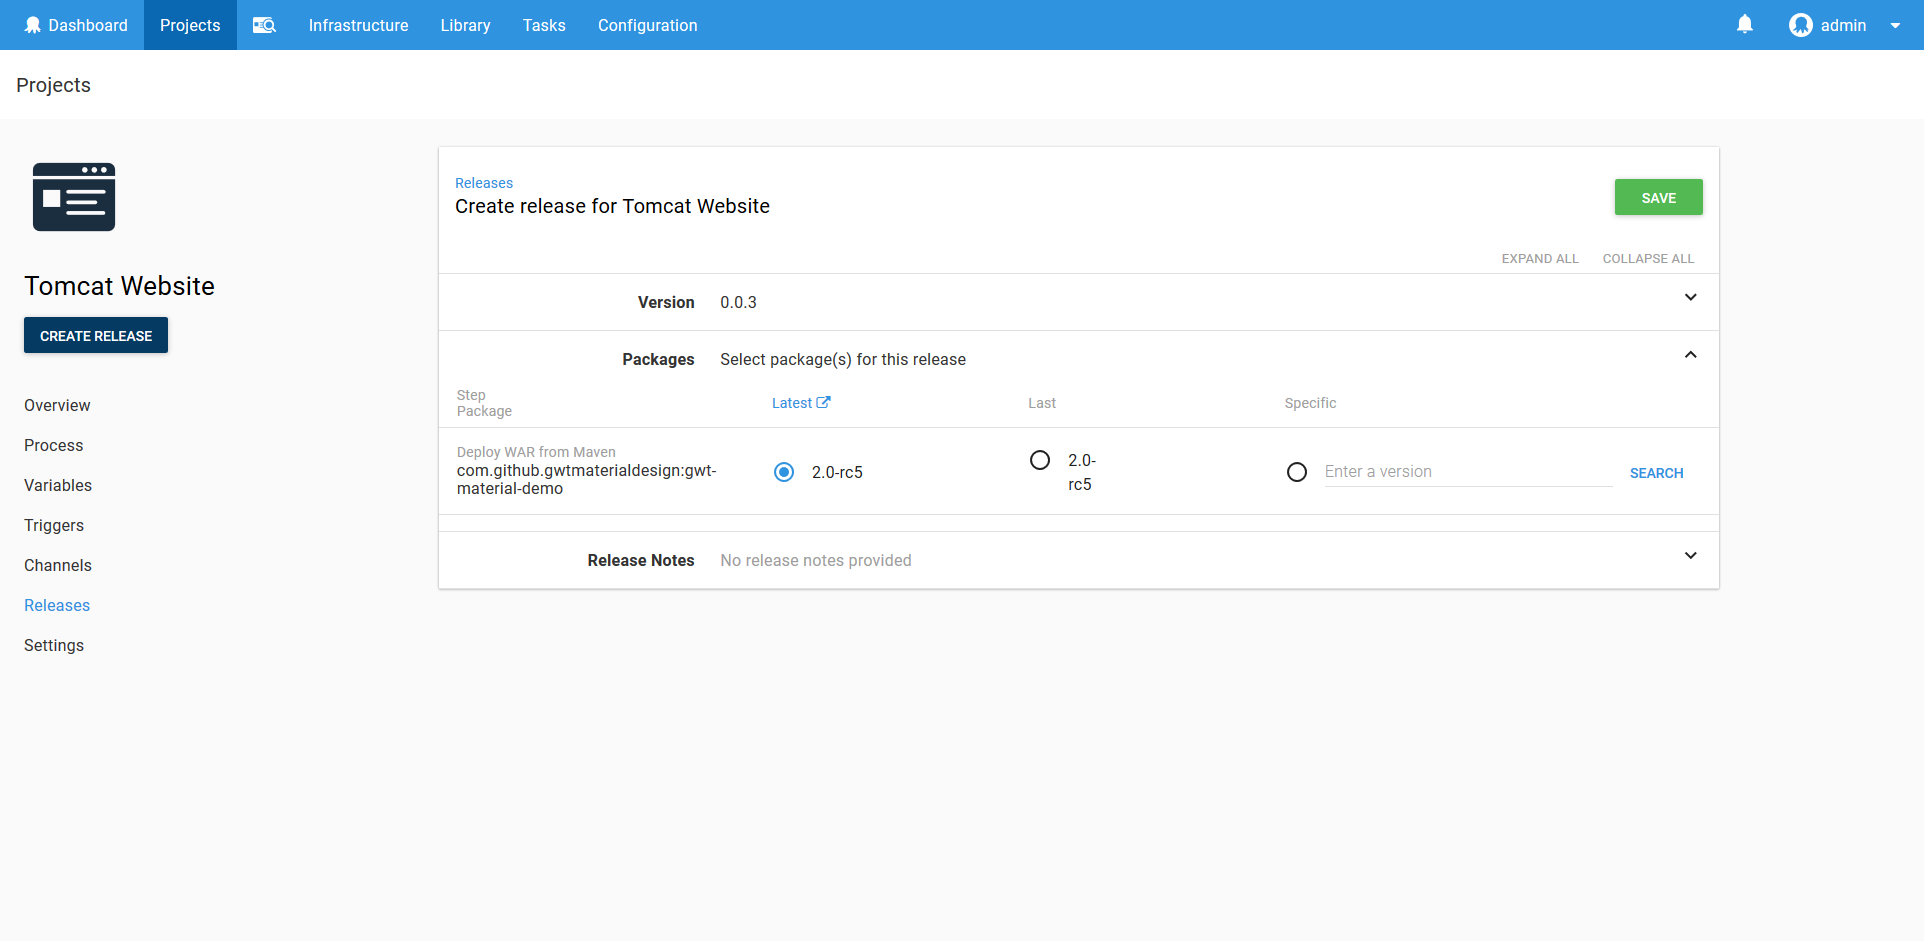 Dashboard Projects Infrastructure Library Tasks Configuration admin
Projects
Tomcat Website
CREATE RELEASE
Overview
Process
Variables
Triggers
Channels
Releases
Settings
Releases
Create release for Tomcat Website
SAVE
EXPAND ALL COLLAPSE ALL
Version 0.0.3
Packages Select package(s) for this release
Step
Package
Latest Last Specific
Deploy WAR from Maven
com.github.gwtmaterialdesign:gwt-
material-demo
2.0-rc5
2.0-
rc5
Enter a version SEARCH
Release Notes No release notes provided